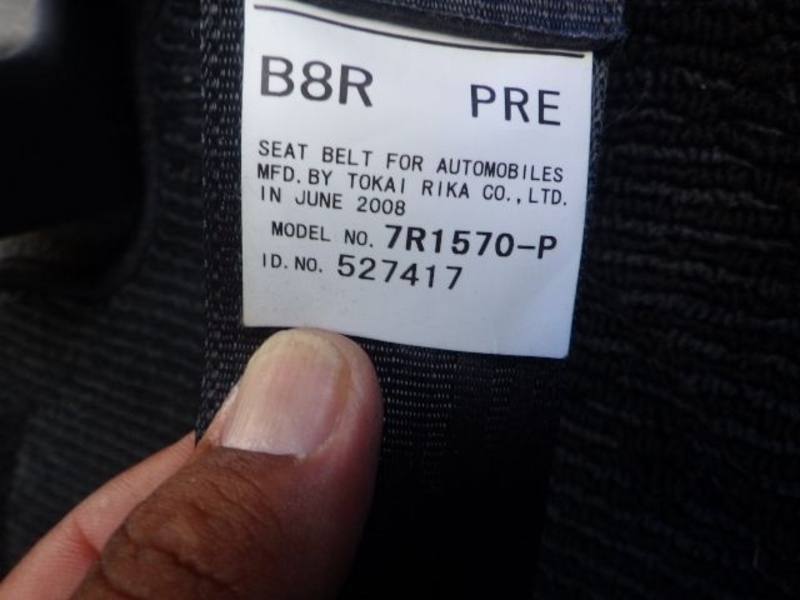 B8R PRE
SEAT BELT FOR AUTOMOBILES
MFD. BY TOKAI RIKA CO., LTD.
IN JUNE 2008
MODEL NO. 7R1570-P
ID. NO. 527417